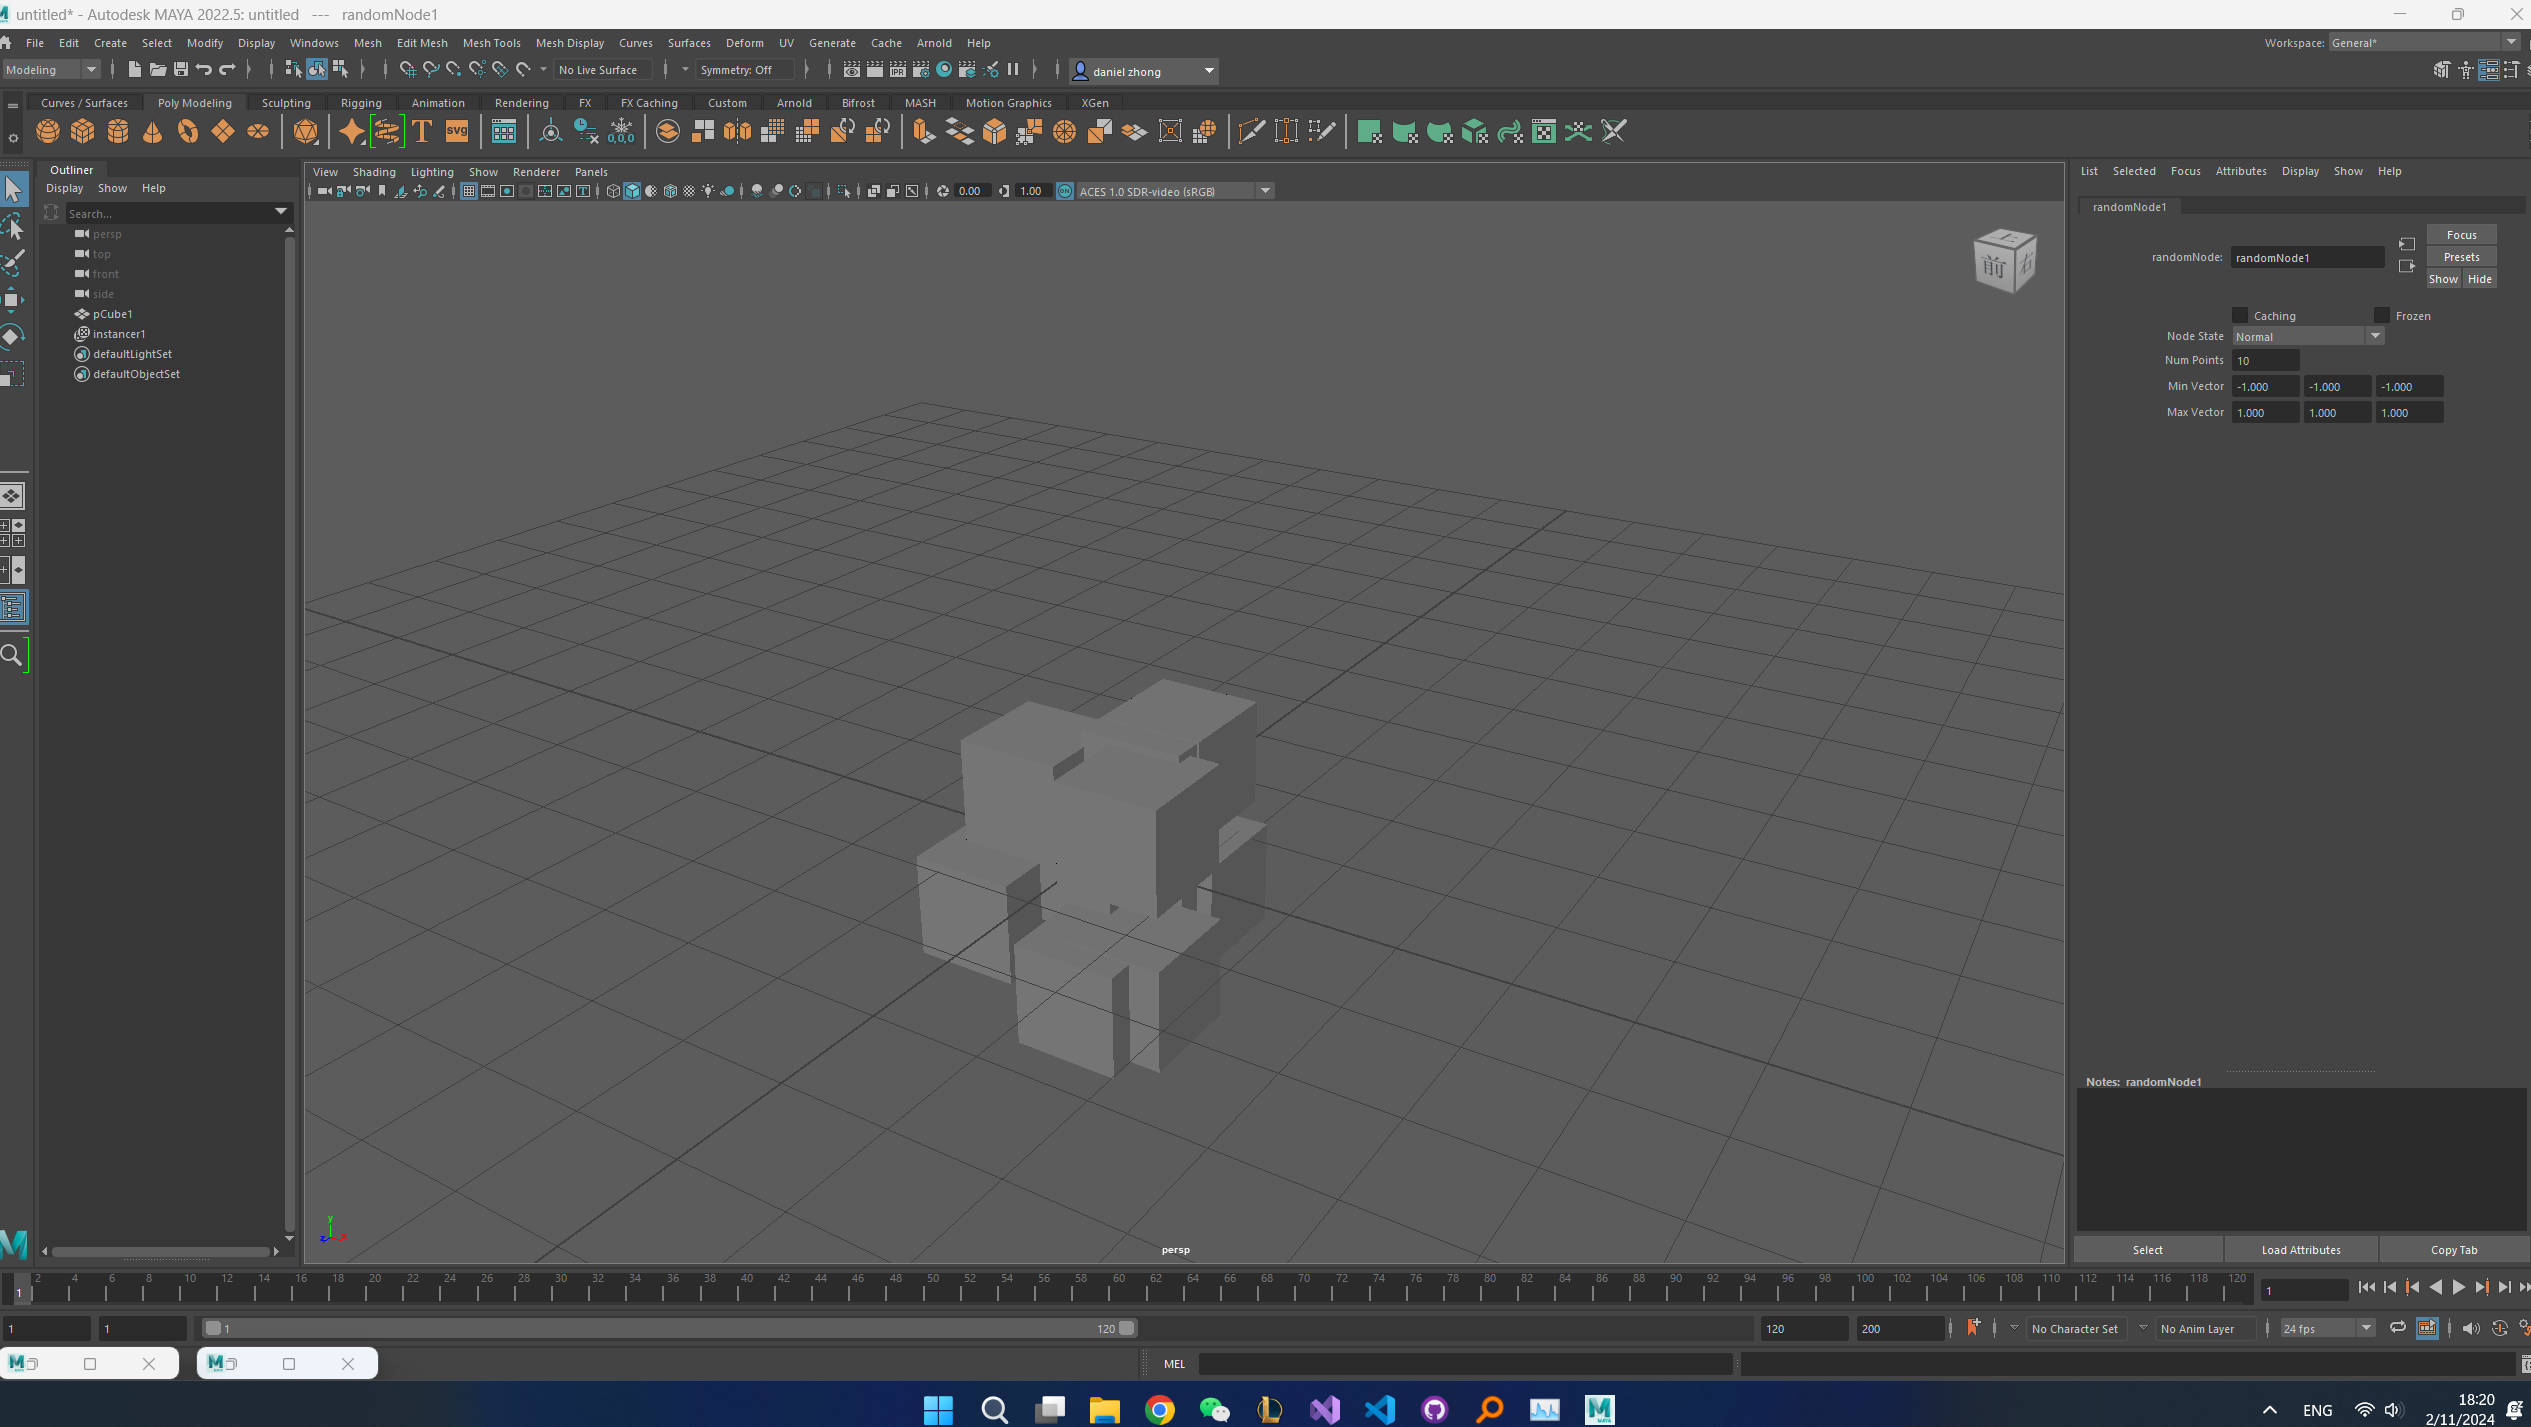 untitled* - Autodesk MAYA 2022.5: untitled --- randomNode1
File Edit Create Select Modify Display Windows Mesh Edit Mesh Mesh Tools Mesh Display Curves Surfaces Deform UV Generate Cache Arnold Help
Workspace: General*
Modeling
No Live Surface
Symmetry: Off
IPR
daniel zhong
Curves / Surfaces Poly Modeling Sculpting Rigging Animation Rendering FX FX Caching Custom Arnold Bifrost MASH Motion Graphics XGen
T
SVG
0,0,0
Outliner
Display Show Help
Search...
persp
top
front
side
pCube1
instancer1
defaultLightSet
defaultObjectSet
View Shading Lighting Show Renderer Panels
0.00
1.00
ON
ACES 1.0 SDR-video (sRGB)
上
前
右
y
z
x
persp
List Selected Focus Attributes Display Show Help
randomNode1
randomNode: randomNode1
Focus
Presets
Show Hide
Caching Frozen
Node State Normal
Num Points 10
Min Vector -1.000 -1.000 -1.000
Max Vector 1.000 1.000 1.000
Notes: randomNode1
Select Load Attributes Copy Tab
2 4 6 8 10 12 14 16 18 20 22 24 26 28 30 32 34 36 38 40 42 44 46 48 50 52 54 56 58 60 62 64 66 68 70 72 74 76 78 80 82 84 86 88 90 92 94 96 98 100 102 104 106 108 110 112 114 116 118 120
1
1
1 1 1 120 120 200 No Character Set No Anim Layer 24 fps
MEL
ENG
18:20
2/11/2024